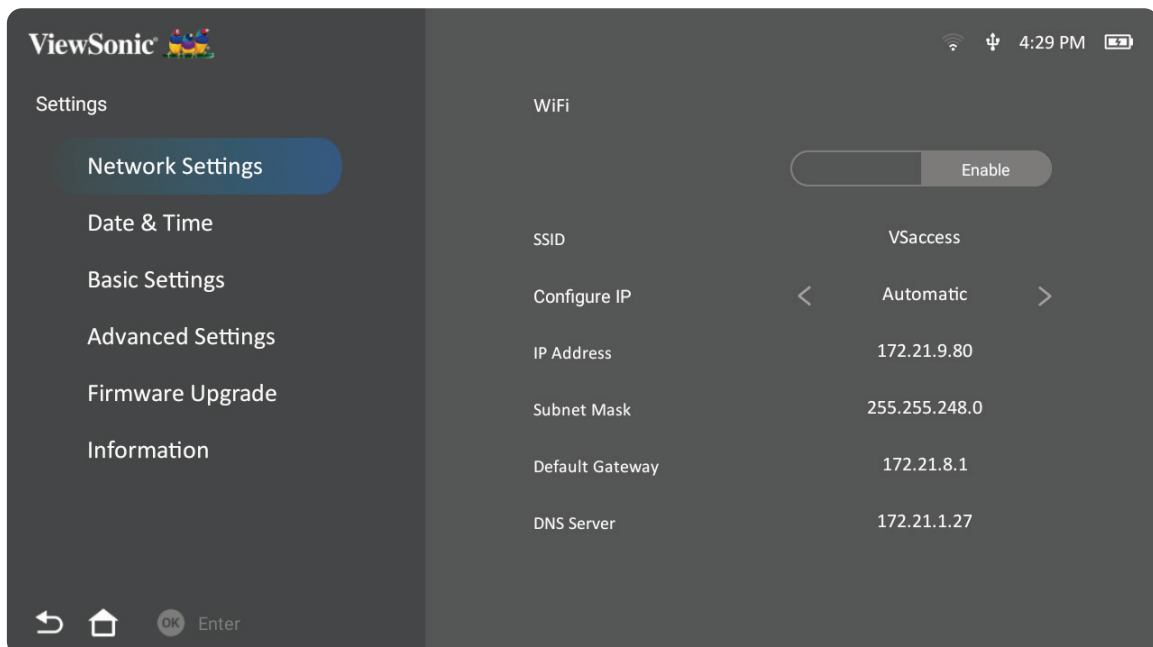 ViewSonic®
4:29 PM
Settings
Network Settings
Date & Time
Basic Settings
Advanced Settings
Firmware Upgrade
Information
OK Enter
WiFi
Enable
SSID VSaccess
Configure IP < Automatic >
IP Address 172.21.9.80
Subnet Mask 255.255.248.0
Default Gateway 172.21.8.1
DNS Server 172.21.1.27